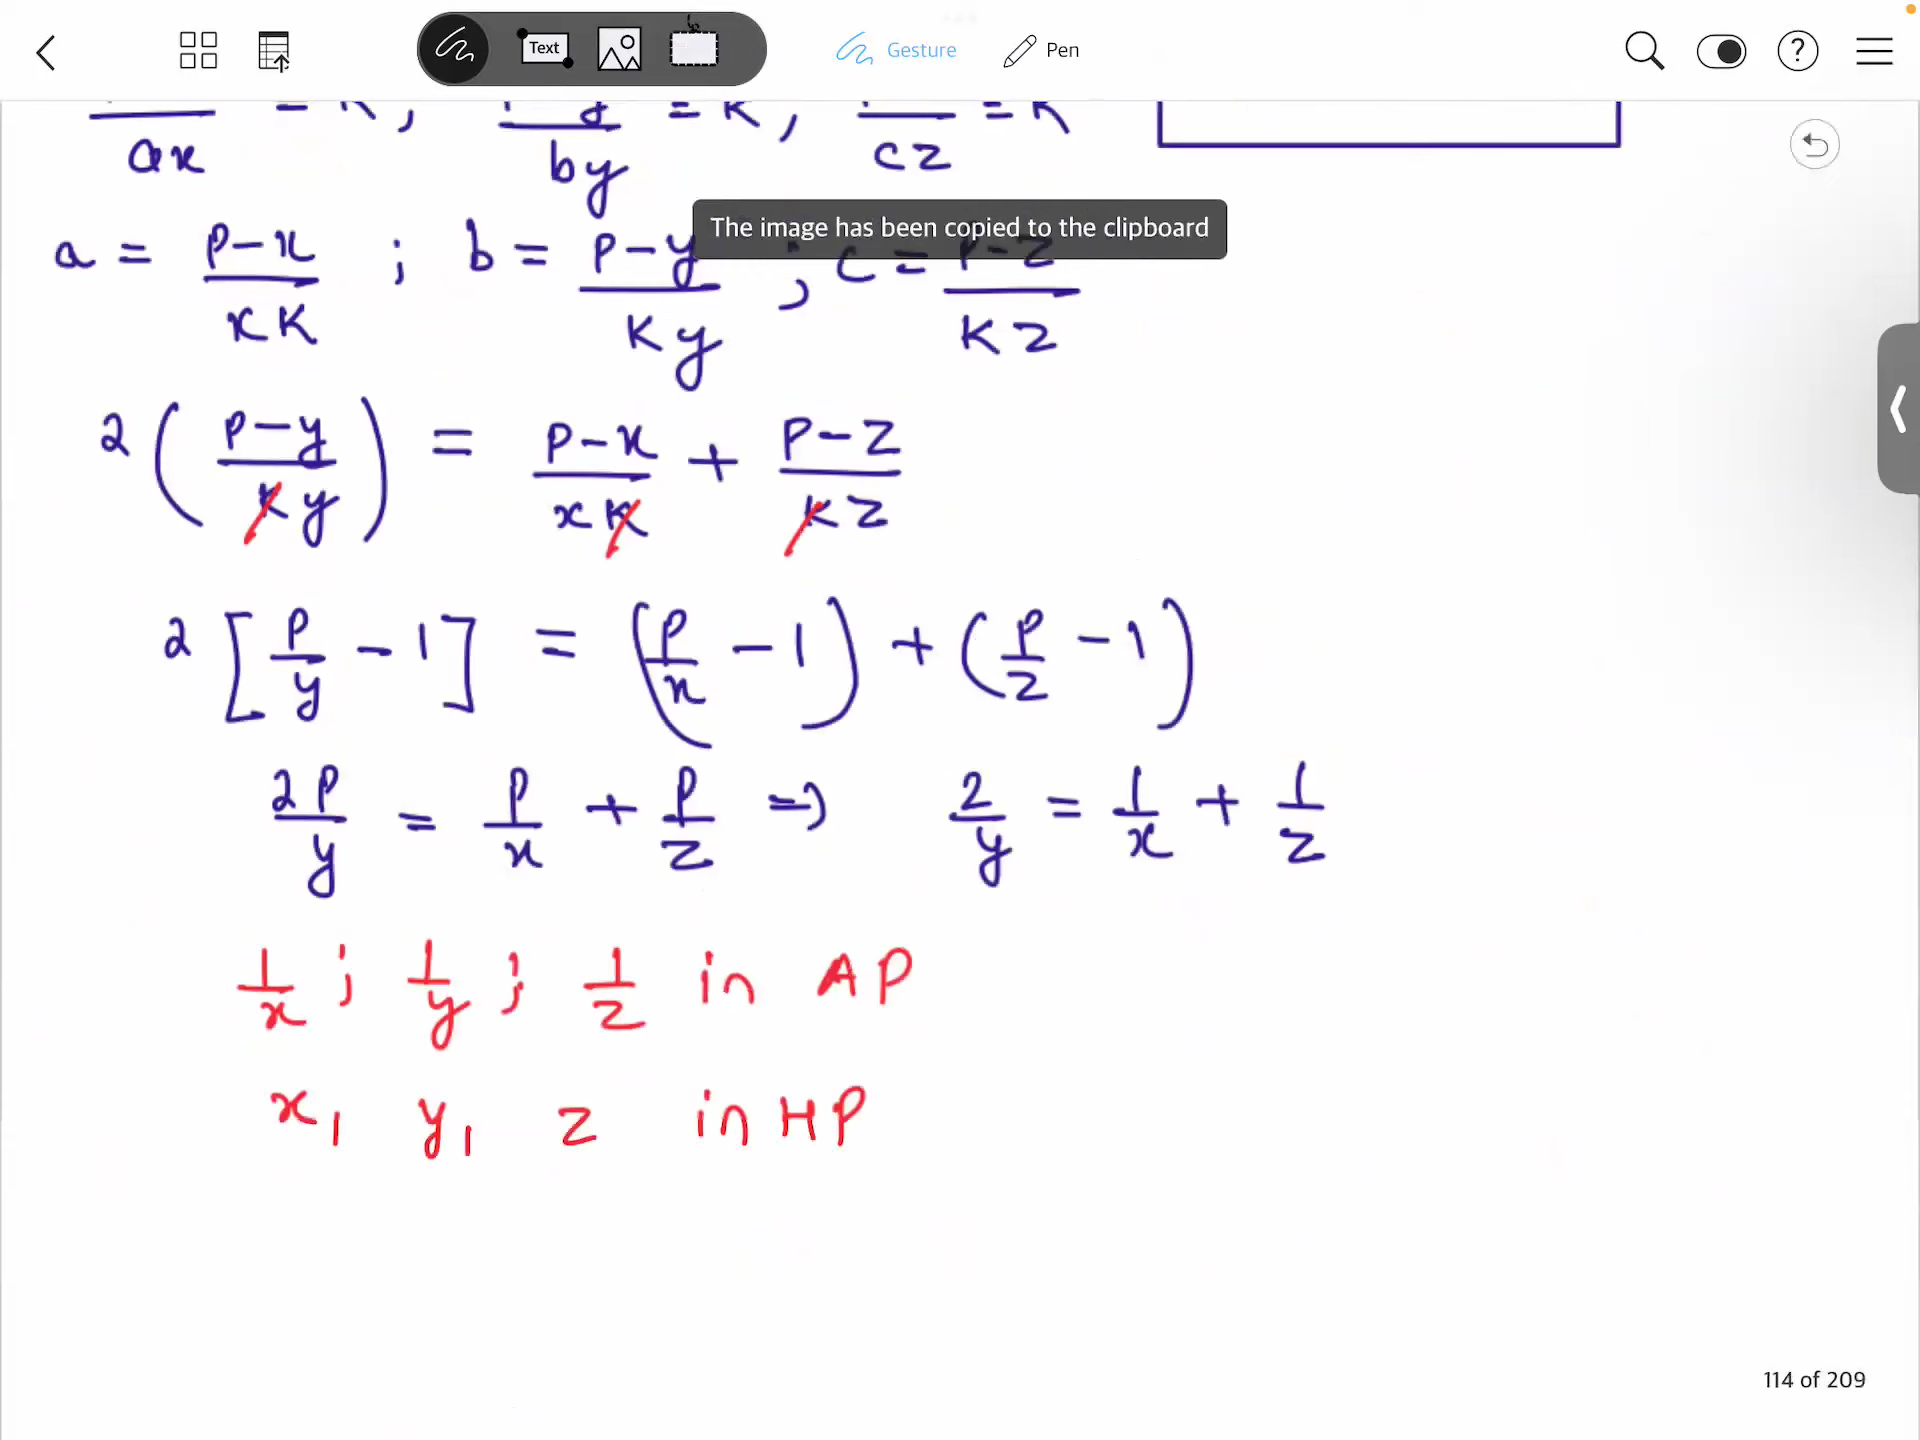 Text Gesture Pen
ax by cz
The image has been copied to the clipboard
a = p-x/xK ; b = p-y/Ky ; c = p-z/Kz
2(p-y/Ky) = p-x/xK + p-z/Kz
2[p/y - 1] = (p/x - 1) + (p/z - 1)
2p/y = p/x + p/z => 2/y = 1/x + 1/z
1/x ; 1/y ; 1/z in AP
x, y, z in HP
114 of 209